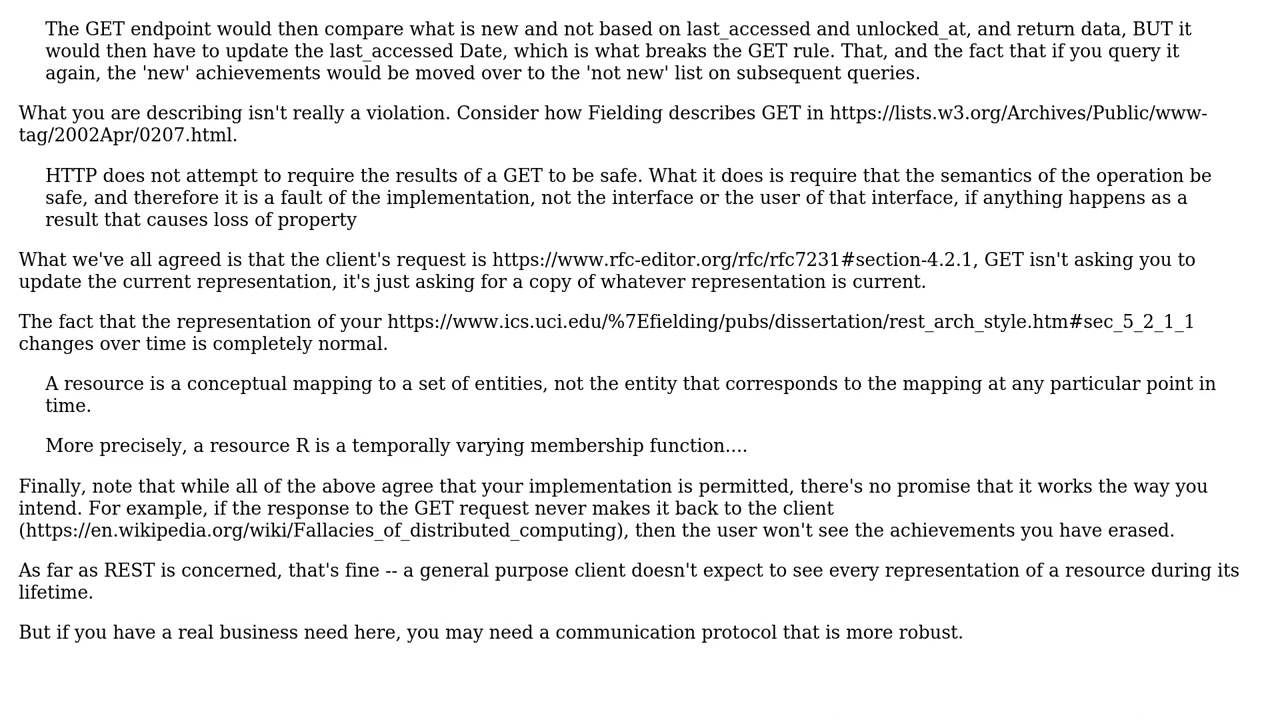 The GET endpoint would then compare what is new and not based on last_accessed and unlocked_at, and return data, BUT it
would then have to update the last_accessed Date, which is what breaks the GET rule. That, and the fact that if you query it
again, the 'new' achievements would be moved over to the 'not new' list on subsequent queries.
What you are describing isn't really a violation. Consider how Fielding describes GET in https://lists.w3.org/Archives/Public/www-
tag/2002Apr/0207.html.
HTTP does not attempt to require the results of a GET to be safe. What it does is require that the semantics of the operation be
safe, and therefore it is a fault of the implementation, not the interface or the user of that interface, if anything happens as a
result that causes loss of property
What we've all agreed is that the client's request is https://www.rfc-editor.org/rfc/rfc7231#section-4.2.1, GET isn't asking you to
update the current representation, it's just asking for a copy of whatever representation is current.
The fact that the representation of your https://www.ics.uci.edu/%7Efielding/pubs/dissertation/rest_arch_style.htm#sec_5_2_1_1
changes over time is completely normal.
A resource is a conceptual mapping to a set of entities, not the entity that corresponds to the mapping at any particular point in
time.
More precisely, a resource R is a temporally varying membership function....
Finally, note that while all of the above agree that your implementation is permitted, there's no promise that it works the way you
intend. For example, if the response to the GET request never makes it back to the client
(https://en.wikipedia.org/wiki/Fallacies_of_distributed_computing), then the user won't see the achievements you have erased.
As far as REST is concerned, that's fine -- a general purpose client doesn't expect to see every representation of a resource during its
lifetime.
But if you have a real business need here, you may need a communication protocol that is more robust.